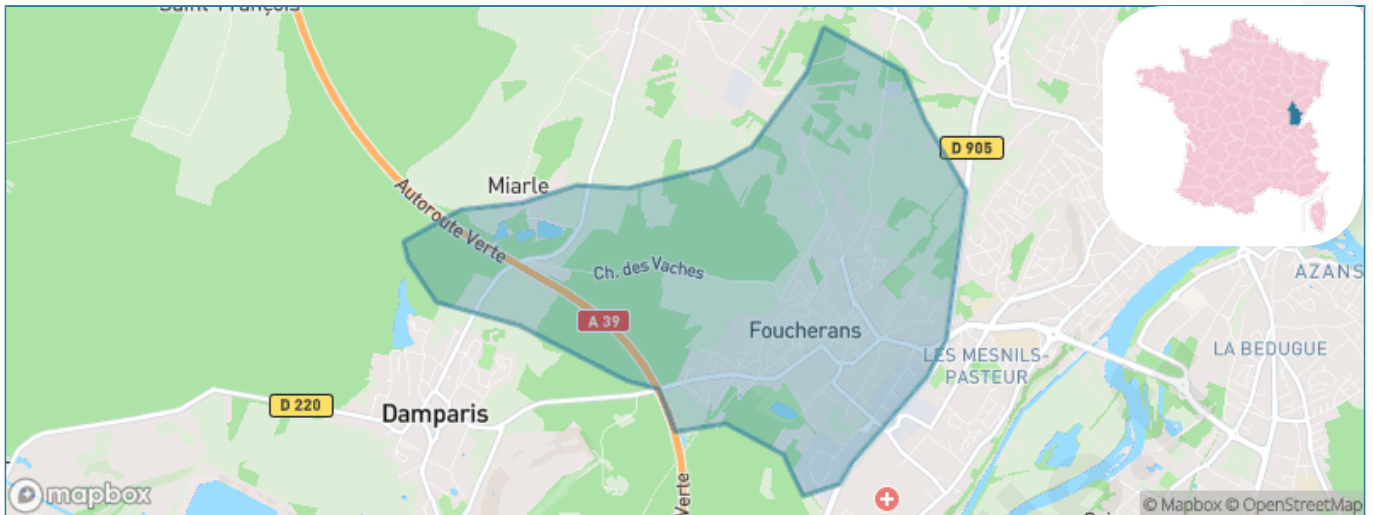 Saint-François
D 905
Miarle
Autoroute Verte
Ch. des Vaches
AZANS
A 39
Foucherans
LES MESNILS-
PASTEUR
LA BEDUGUE
D 220
Damparis
Verte
mapbox
© Mapbox © OpenStreetMap